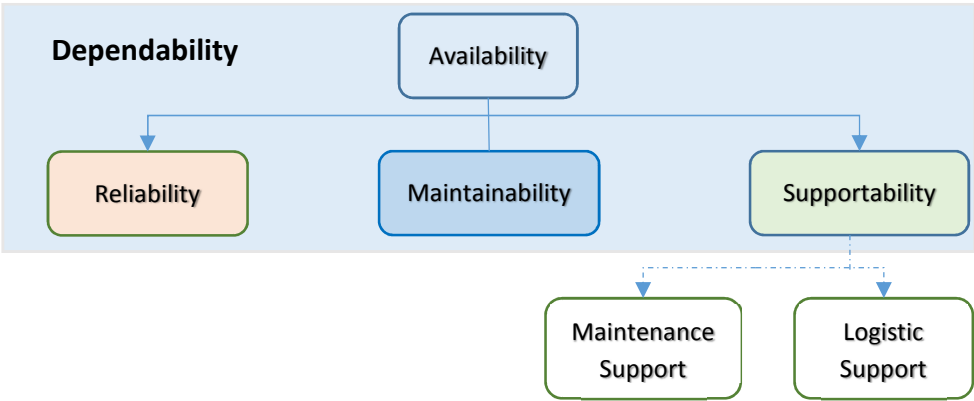 Dependability
Availability
Reliability
Maintainability
Supportability
Maintenance
Support
Logistic
Support